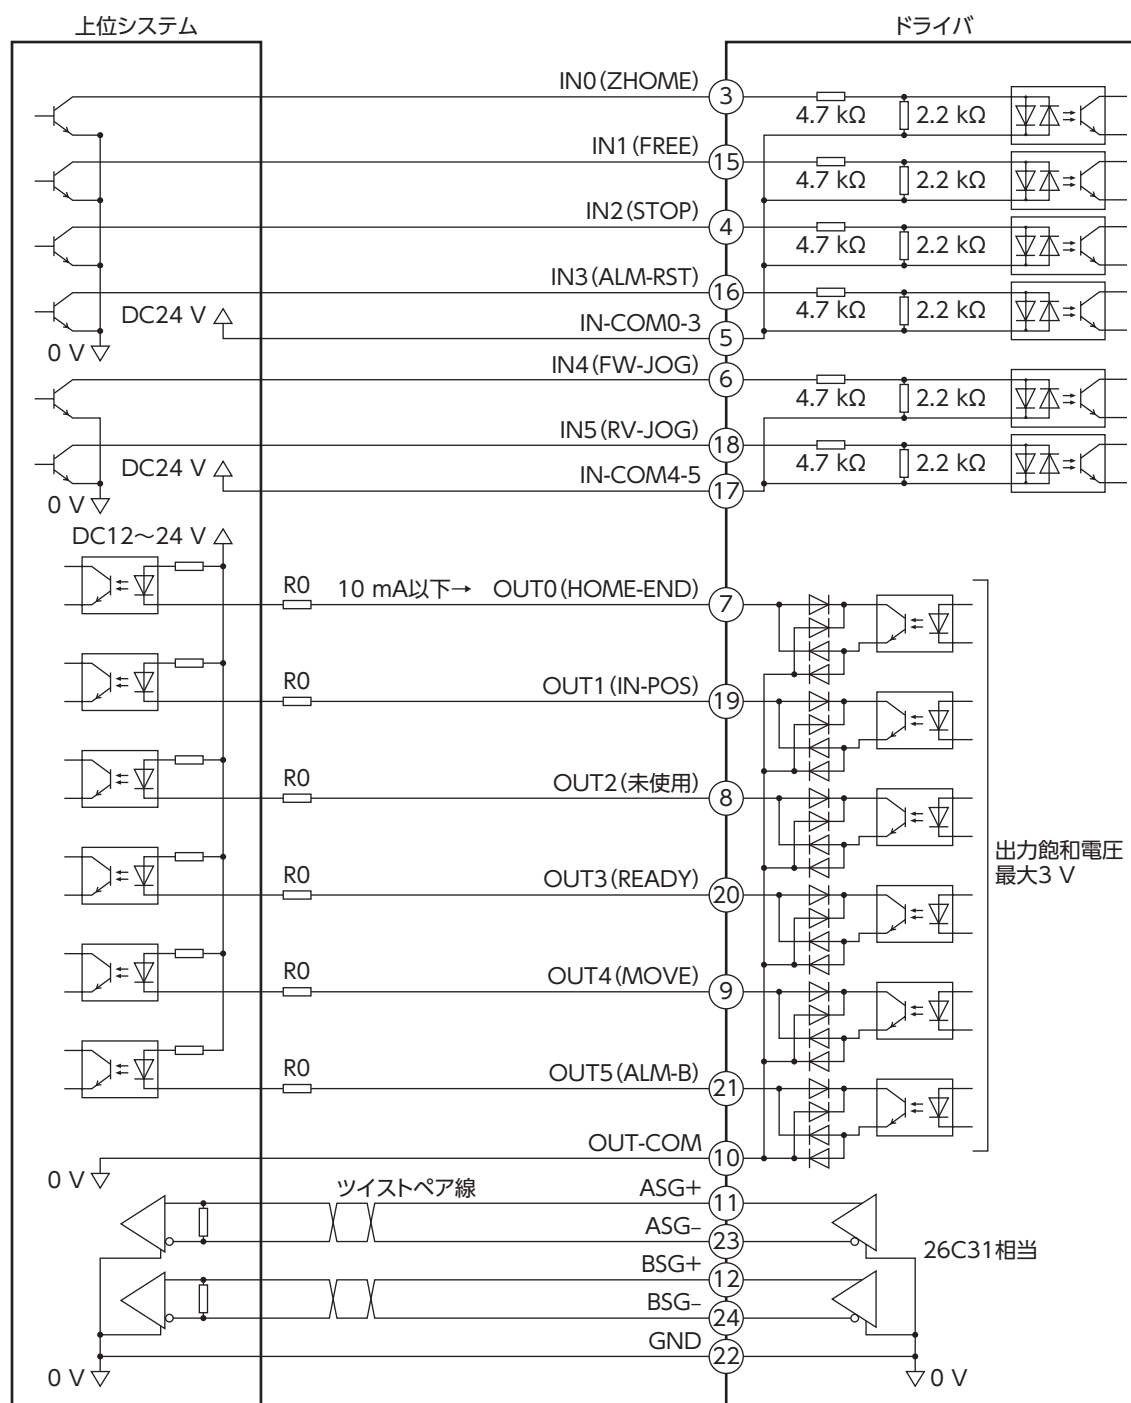 上位システム
ドライバ
IN0(ZHOME)
3
4.7 kΩ
2.2 kΩ
IN1(FREE)
15
4.7 kΩ
2.2 kΩ
IN2(STOP)
4
4.7 kΩ
2.2 kΩ
IN3(ALM-RST)
16
4.7 kΩ
2.2 kΩ
DC24 V
IN-COM0-3
5
0 V
IN4(FW-JOG)
6
4.7 kΩ
2.2 kΩ
IN5(RV-JOG)
18
4.7 kΩ
2.2 kΩ
DC24 V
IN-COM4-5
17
0 V
DC12～24 V
R0
10 mA以下→
OUT0(HOME-END)
7
R0
OUT1(IN-POS)
19
R0
OUT2(未使用)
8
出力飽和電圧
最大3 V
R0
OUT3(READY)
20
R0
OUT4(MOVE)
9
R0
OUT5(ALM-B)
21
OUT-COM
10
0 V
ツイストペア線
ASG+
11
ASG−
23
26C31相当
BSG+
12
BSG−
24
GND
22
0 V
0 V